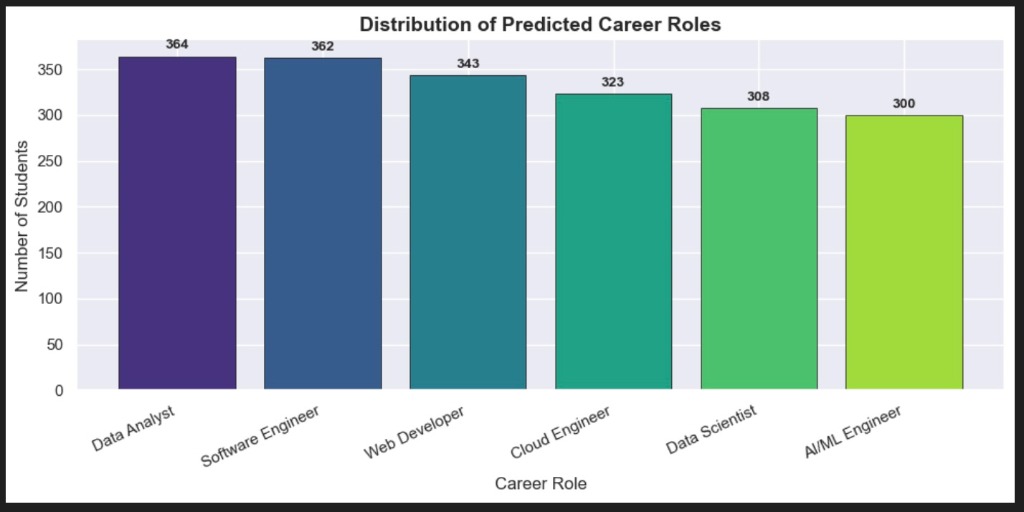 Distribution of Predicted Career Roles
364
362
343
323
308
300
350
300
250
200
150
100
50
0
Number of Students
Data Analyst
Software Engineer
Web Developer
Cloud Engineer
Data Scientist
AI/ML Engineer
Career Role